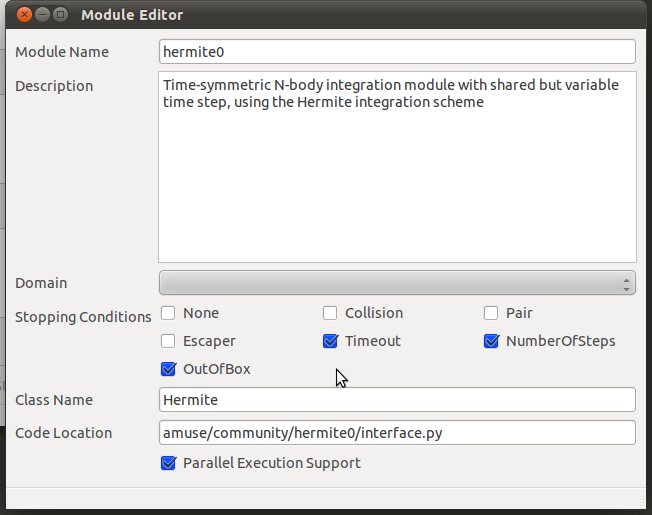 Module Editor
Module Name hermite0
Description Time-symmetric N-body integration module with shared but variable
time step, using the Hermite integration scheme
Domain
Stopping Conditions None Collision Pair
Escaper Timeout NumberOfSteps
OutOfBox
Class Name Hermite
Code Location amuse/community/hermite0/interface.py
Parallel Execution Support